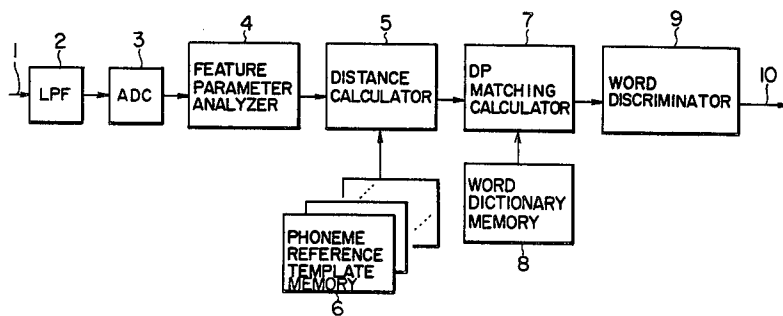 1
2
3
4
5
7
9
10
LPF
ADC
FEATURE
PARAMETER
ANALYZER
DISTANCE
CALCULATOR
DP
MATCHING
CALCULATOR
WORD
DISCRIMINATOR
PHONEME
REFERENCE
TEMPLATE
MEMORY
6
WORD
DICTIONARY
MEMORY
8